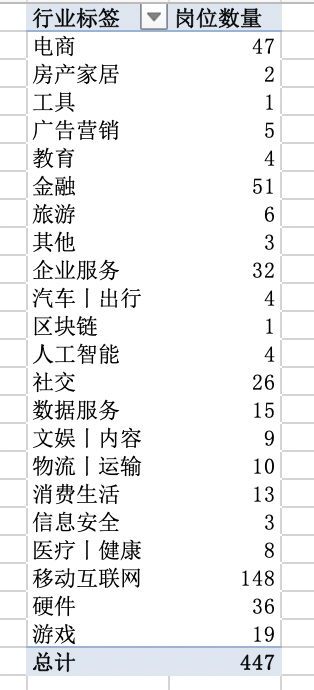 行业标签 岗位数量
电商 47
房产家居 2
工具 1
广告营销 5
教育 4
金融 51
旅游 6
其他 3
企业服务 32
汽车丨出行 4
区块链 1
人工智能 4
社交 26
数据服务 15
文娱丨内容 9
物流丨运输 10
消费生活 13
信息安全 3
医疗丨健康 8
移动互联网 148
硬件 36
游戏 19
总计 447